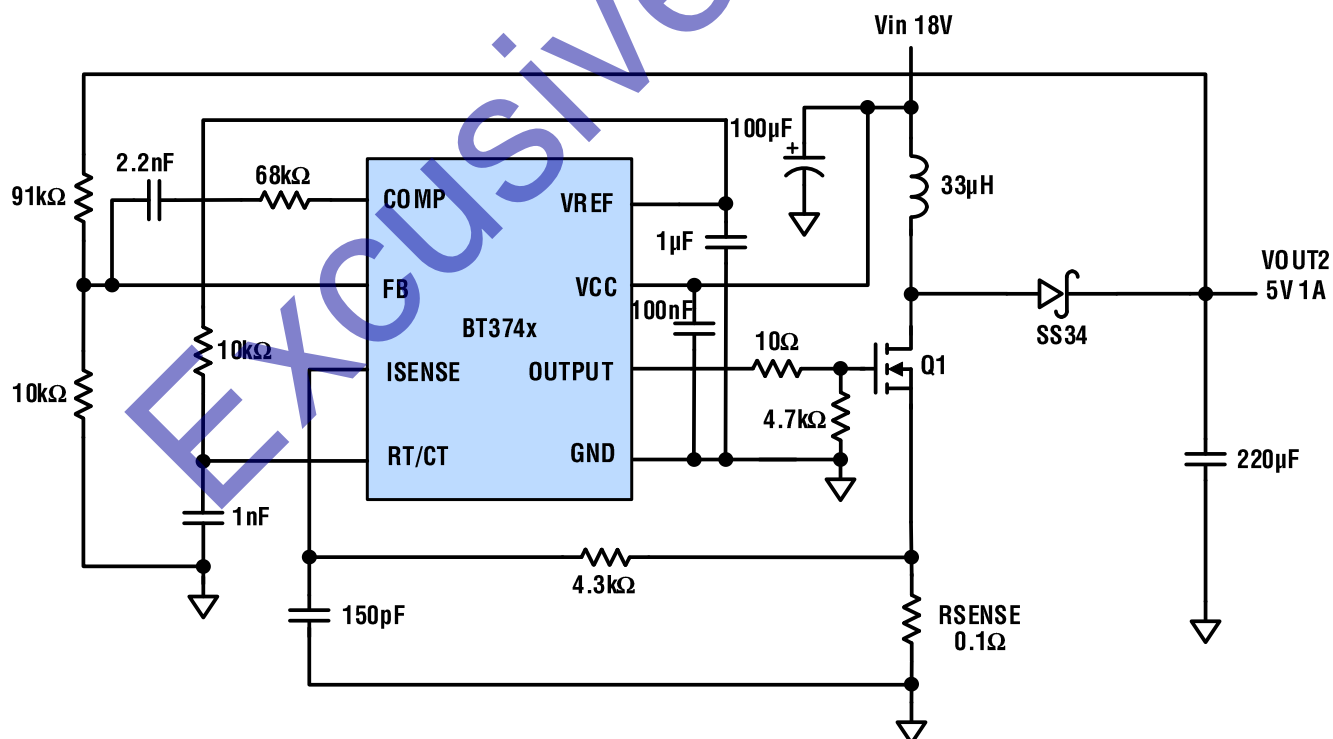 Vin 18V
100µF
+
2.2nF
68kΩ
91kΩ
33µH
COMP
VREF
1µF
VOUT2
5V 1A
FB
VCC
100nF
BT374x
SS34
10kΩ
10Ω
10kΩ
ISENSE
OUTPUT
Q1
4.7kΩ
RT/CT
GND
220µF
1nF
4.3kΩ
150pF
RSENSE
0.1Ω
Excusive